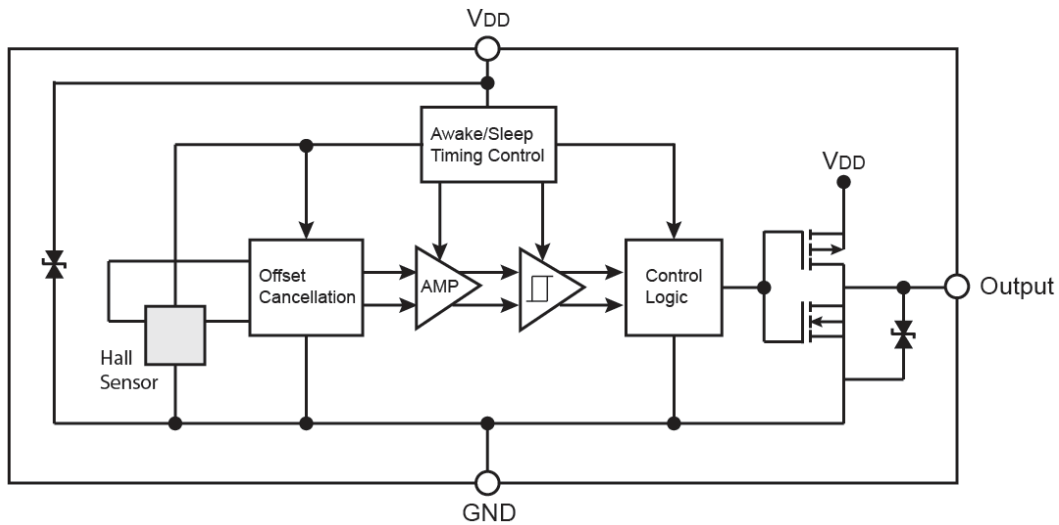 VDD
Awake/Sleep
Timing Control
VDD
Offset
Cancellation
AMP
Control
Logic
Output
Hall
Sensor
GND